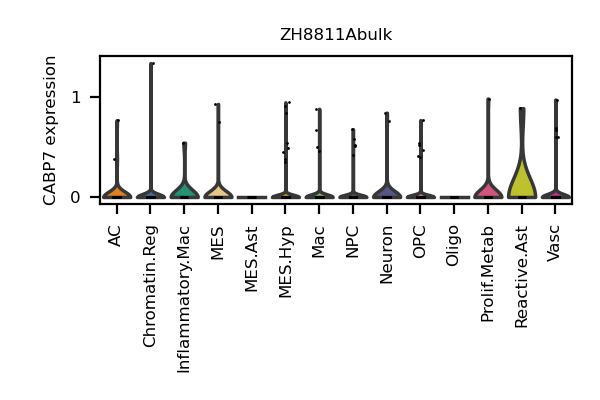 ZH8811Abulk
CABP7 expression
1
0
AC
Chromatin.Reg
Inflammatory.Mac
MES
MES.Ast
MES.Hyp
Mac
NPC
Neuron
OPC
Oligo
Prolif.Metab
Reactive.Ast
Vasc